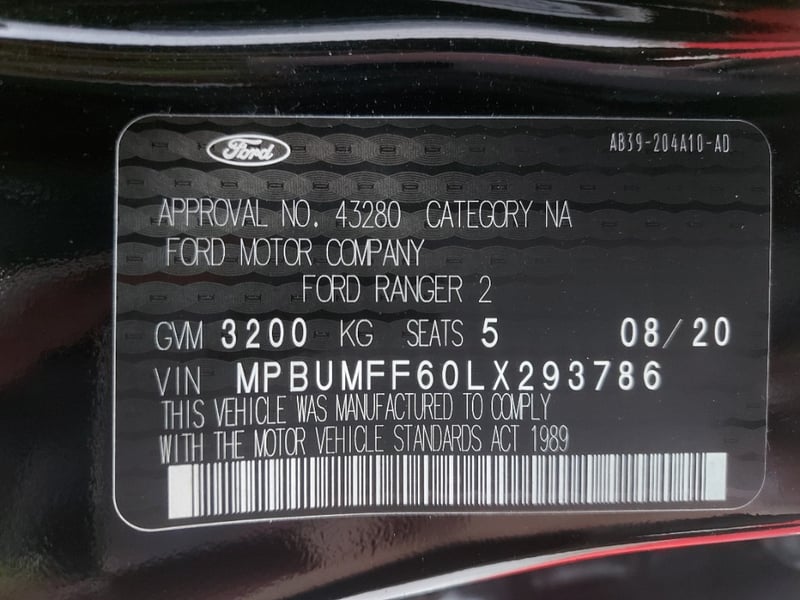 Ford
AB39-204A10-AD
APPROVAL NO. 43280 CATEGORY NA
FORD MOTOR COMPANY
FORD RANGER 2
GVM 3200 KG SEATS 5 08/20
VIN MPBUMFF60LX293786
THIS VEHICLE WAS MANUFACTURED TO COMPLY
WITH THE MOTOR VEHICLE STANDARDS ACT 1989